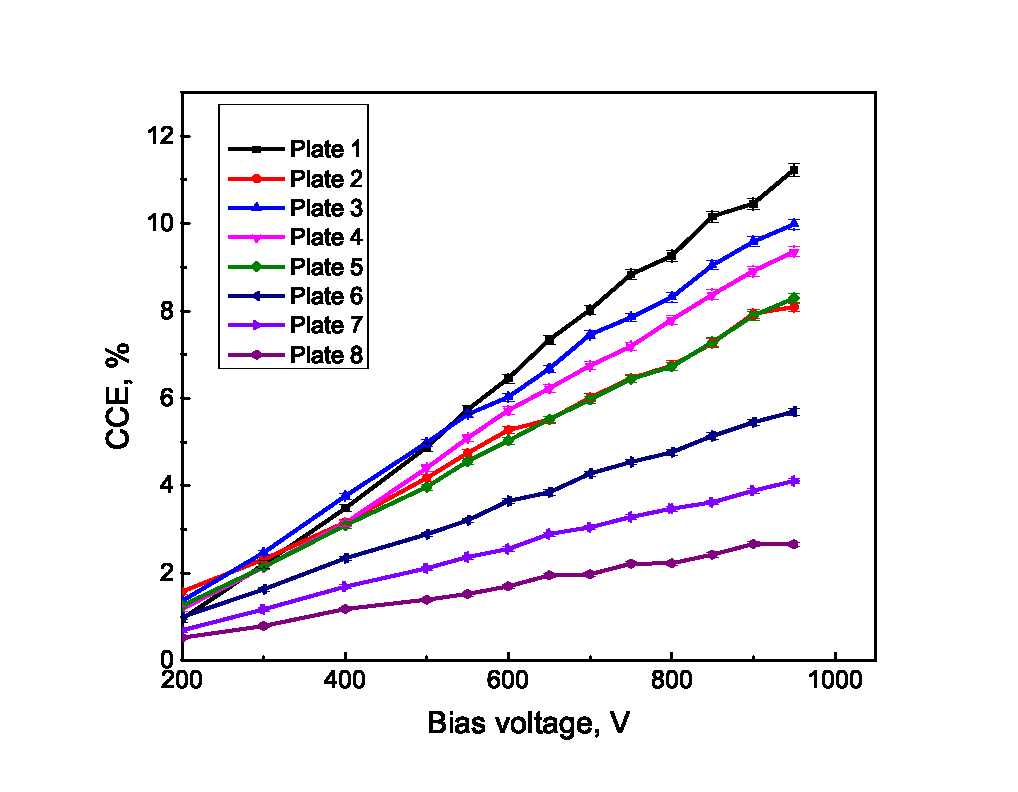 12
10
8
6
4
2
0
CCE, %
Plate 1
Plate 2
Plate 3
Plate 4
Plate 5
Plate 6
Plate 7
Plate 8
200 400 600 800 1000
Bias voltage, V